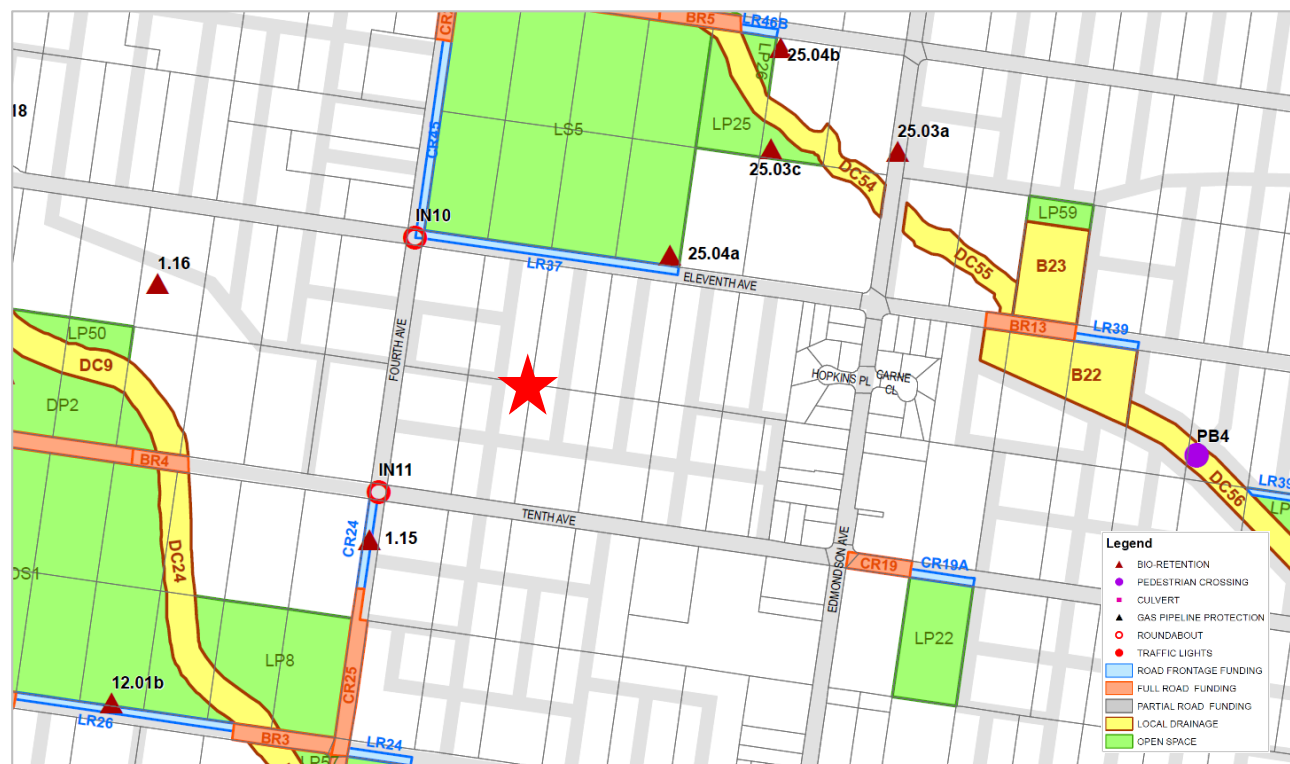 BR5
LR46B
CR
25.04b
LP26
I8
CR45
LS5
LP25
25.03a
25.03c
DC54
LP59
IN10
25.04a
B23
DC55
1.16
LR37
ELEVENTH AVE
BR13
LR39
LP50
DC9
FOURTH AVE
HOPKINS PL
CARNE
CL
B22
DP2
PB4
BR4
IN11
DC56
LR39
LP
TENTH AVE
CR24
1.15
Legend
BIO-RETENTION
PEDESTRIAN CROSSING
CULVERT
GAS PIPELINE PROTECTION
ROUNDABOUT
TRAFFIC LIGHTS
ROAD FRONTAGE FUNDING
FULL ROAD FUNDING
PARTIAL ROAD FUNDING
LOCAL DRAINAGE
OPEN SPACE
DC24
OS1
EDMONDSON AVE
CR19
CR19A
LP22
LP8
CR25
12.01b
LR26
BR3
LR24
LP57